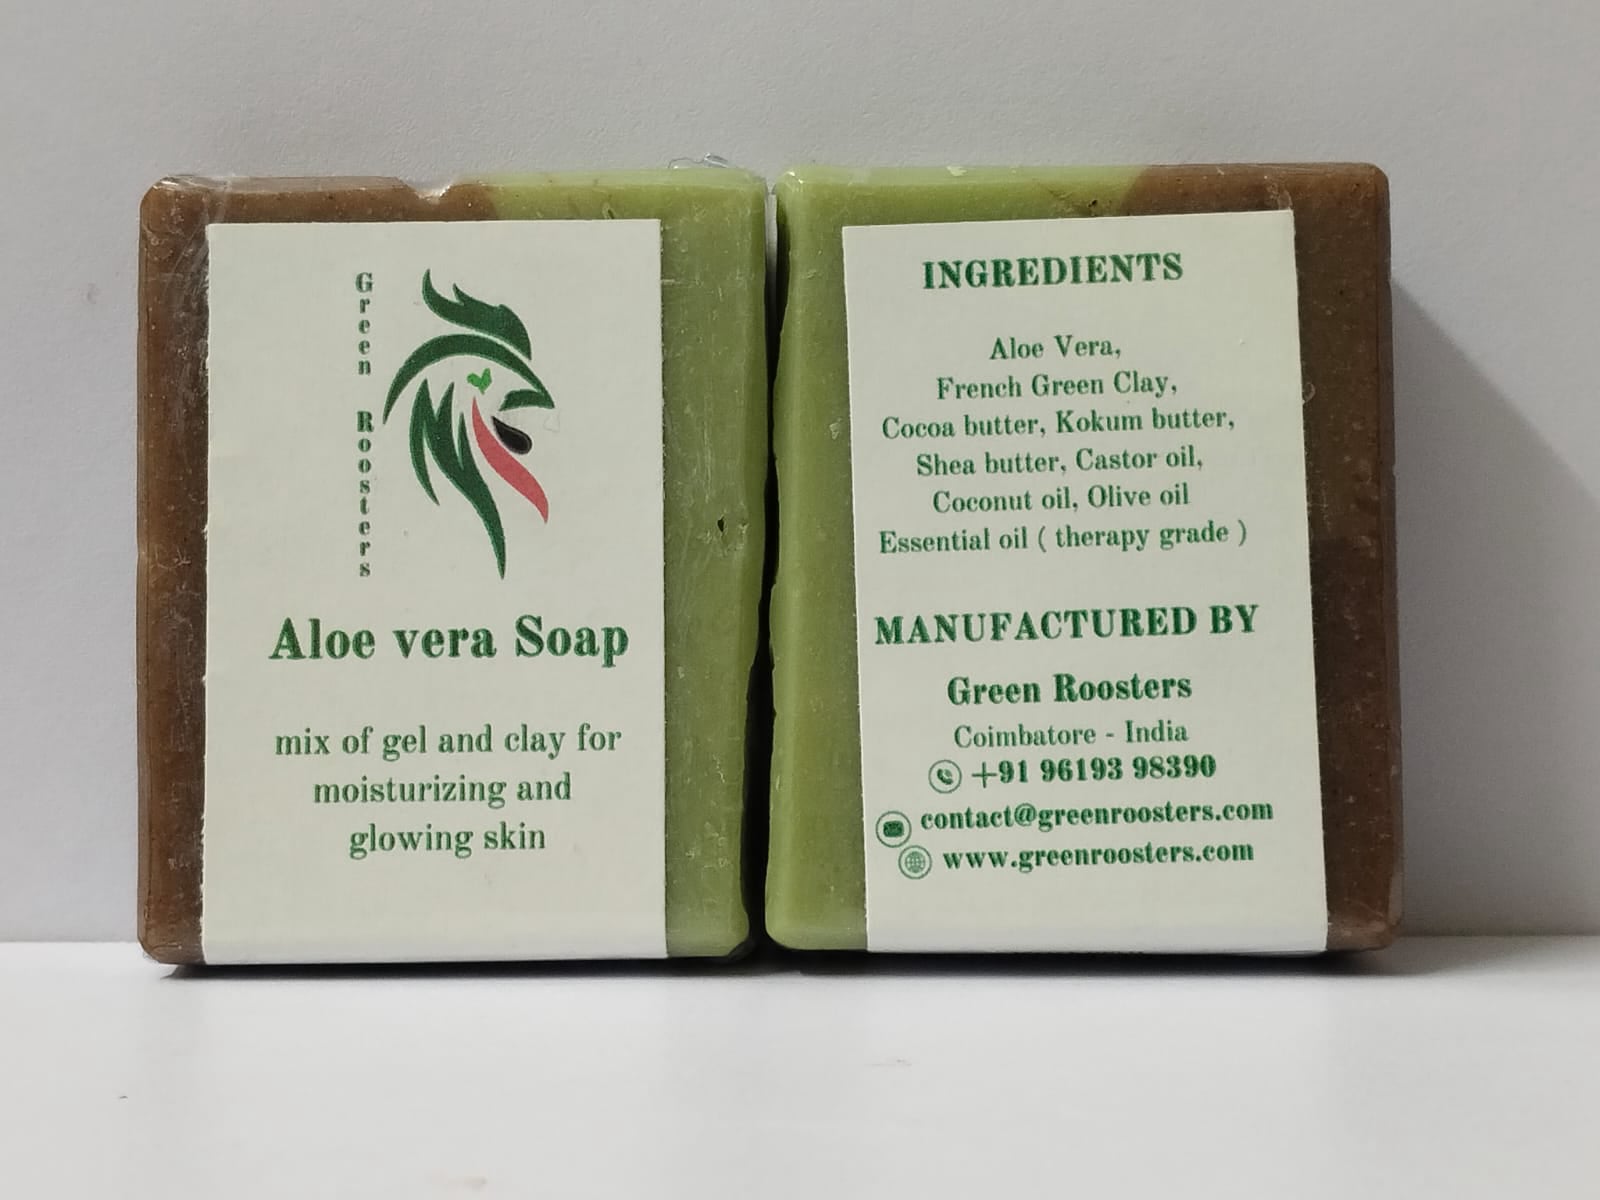 Green Roosters
Aloe vera Soap
mix of gel and clay for
moisturizing and
glowing skin
INGREDIENTS
Aloe Vera,
French Green Clay,
Cocoa butter, Kokum butter,
Shea butter, Castor oil,
Coconut oil, Olive oil
Essential oil ( therapy grade )
MANUFACTURED BY
Green Roosters
Coimbatore - India
+91 96193 98390
contact@greenroosters.com
www.greenroosters.com